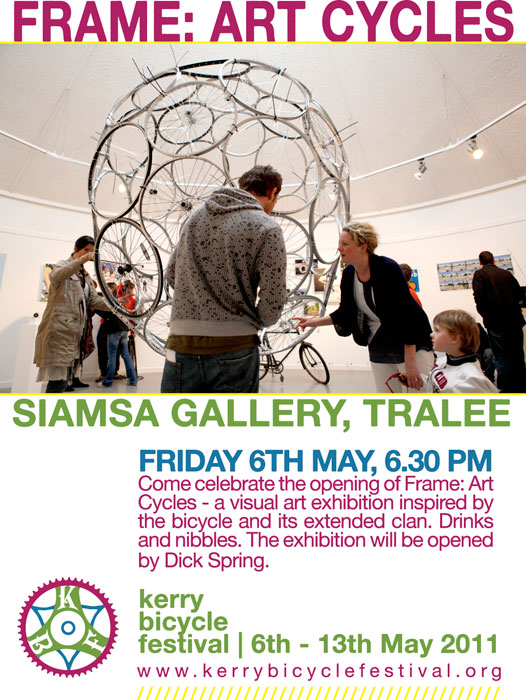 FRAME: ART CYCLES
SIAMSA GALLERY, TRALEE
FRIDAY 6TH MAY, 6.30 PM
Come celebrate the opening of Frame: Art
Cycles - a visual art exhibition inspired by
the bicycle and its extended clan. Drinks
and nibbles. The exhibition will be opened
by Dick Spring.
K
B F
kerry
bicycle
festival | 6th - 13th May 2011
www.kerrybicyclefestival.org